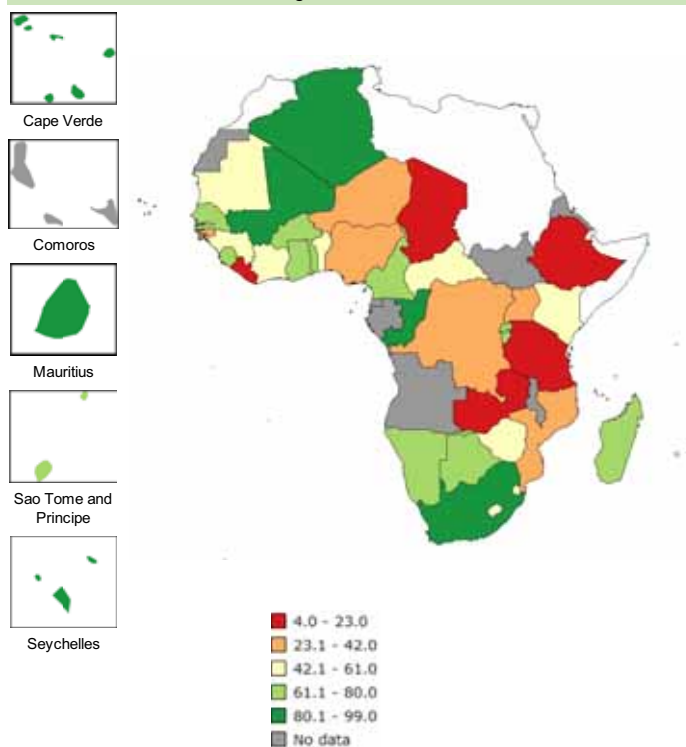 Cape Verde
Comoros
Mauritius
Sao Tome and
Principe
Seychelles
4.0 - 23.0
23.1 - 42.0
42.1 - 61.0
61.1 - 80.0
80.1 - 99.0
No data